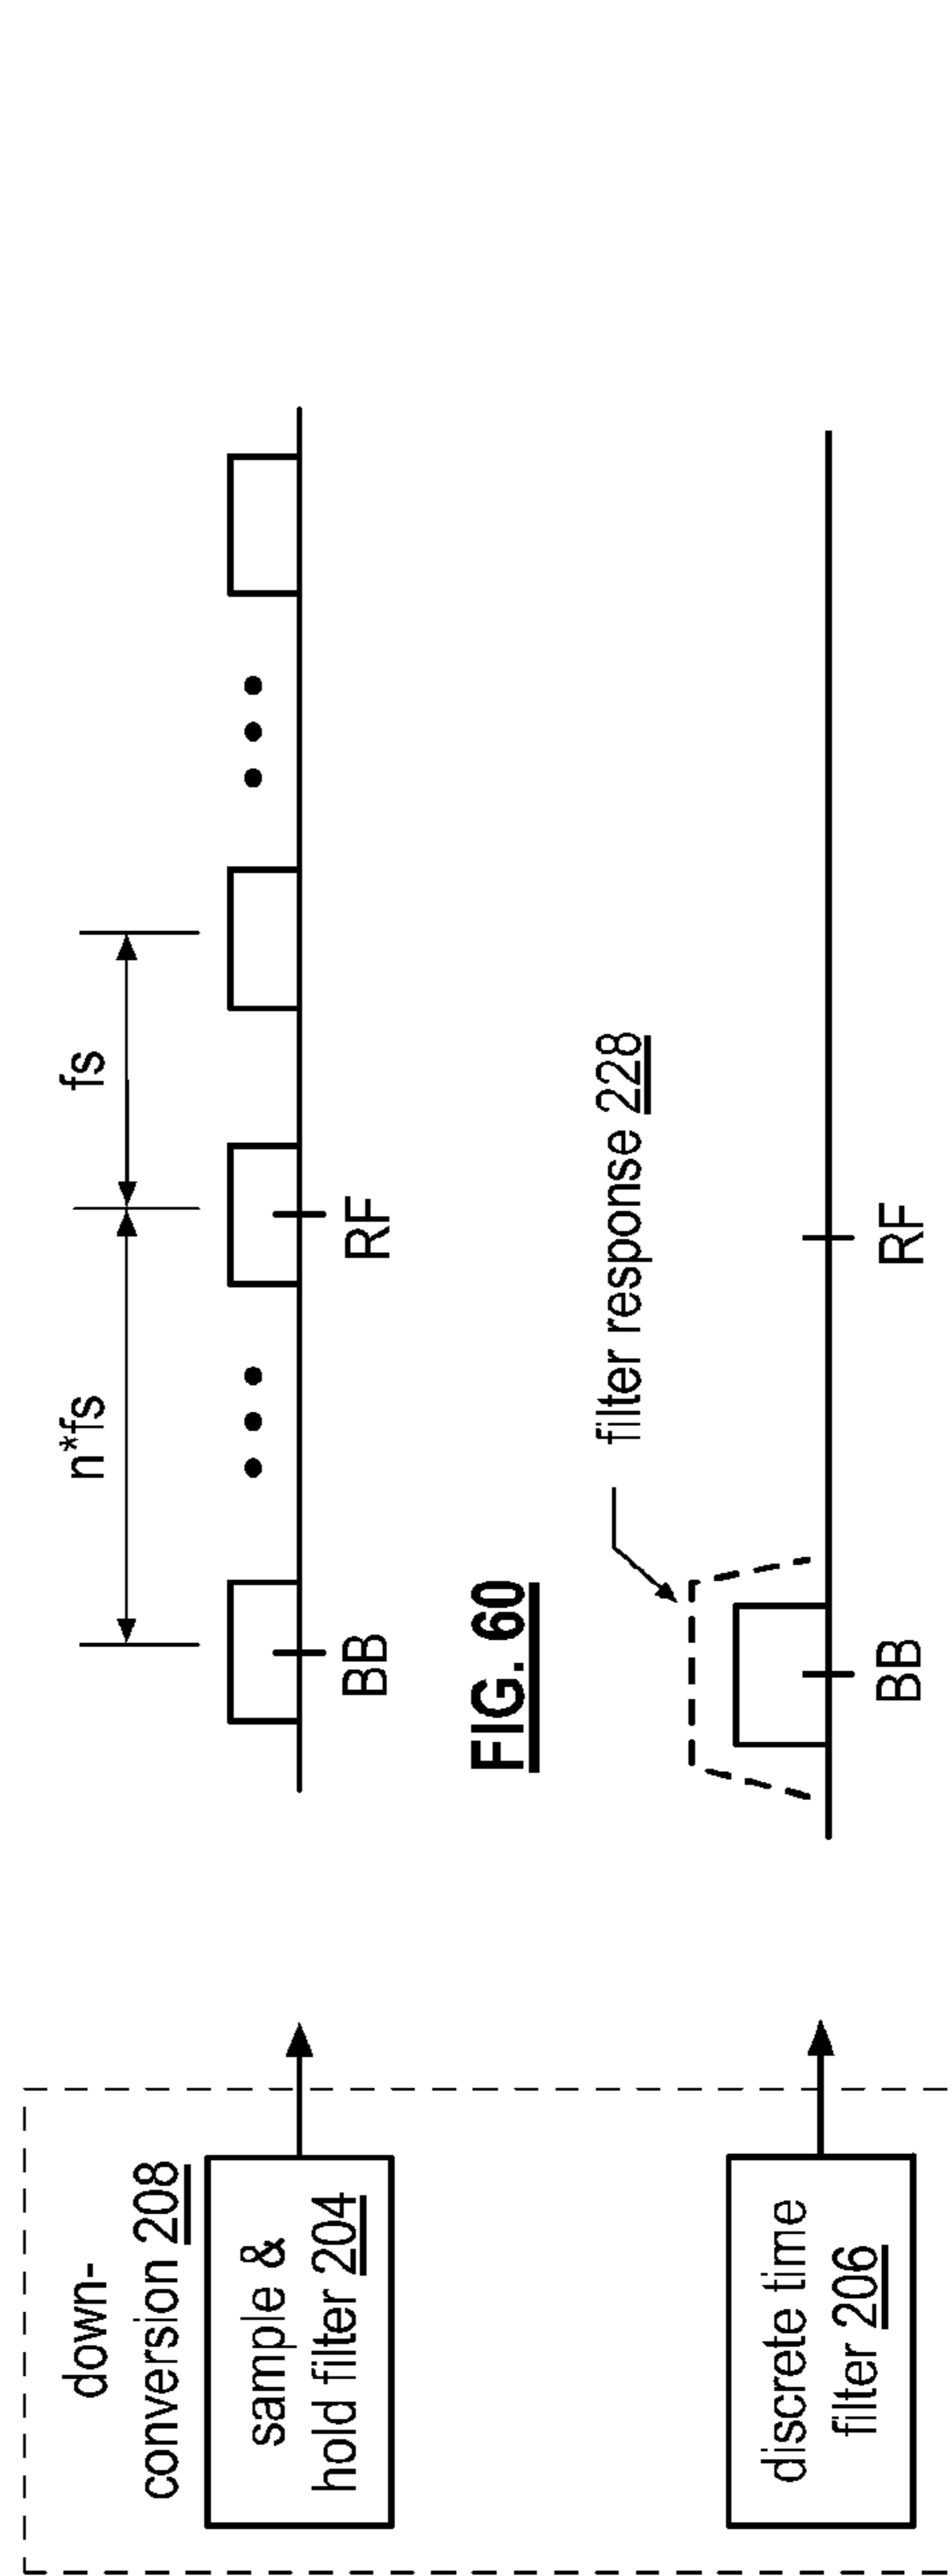 down-
conversion 208
sample &
hold filter 204
n*fs
fs
BB
RF
FIG. 60
discrete time
filter 206
filter response 228
BB
RF